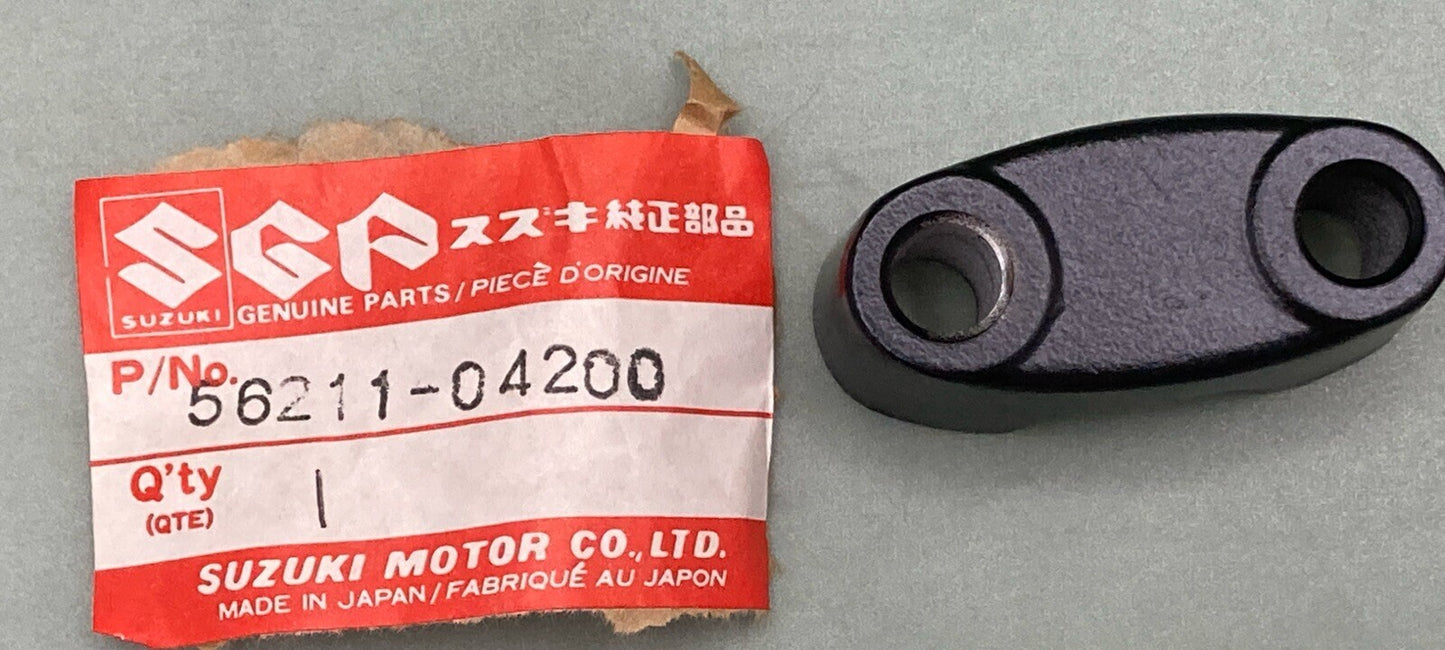 SGP スズキ純正部品
SUZUKI GENUINE PARTS/PIECÈ D'ORIGINE
P/No. 56211-04200
Q'ty 1
(QTE)
SUZUKI MOTOR CO.,LTD.
MADE IN JAPAN/FABRIQUÉ AU JAPON